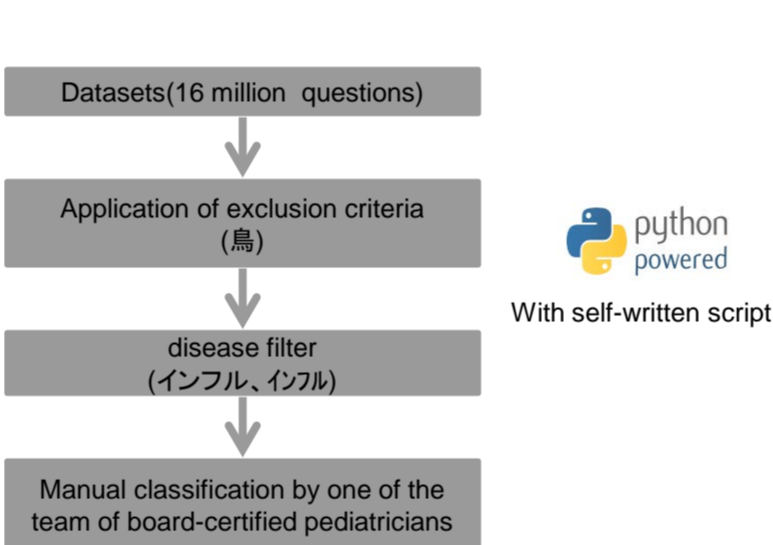 Datasets(16 million questions)
Application of exclusion criteria
(鳥)
disease filter
(インフル、インフル)
Manual classification by one of the
team of board-certified pediatricians
python
powered
With self-written script